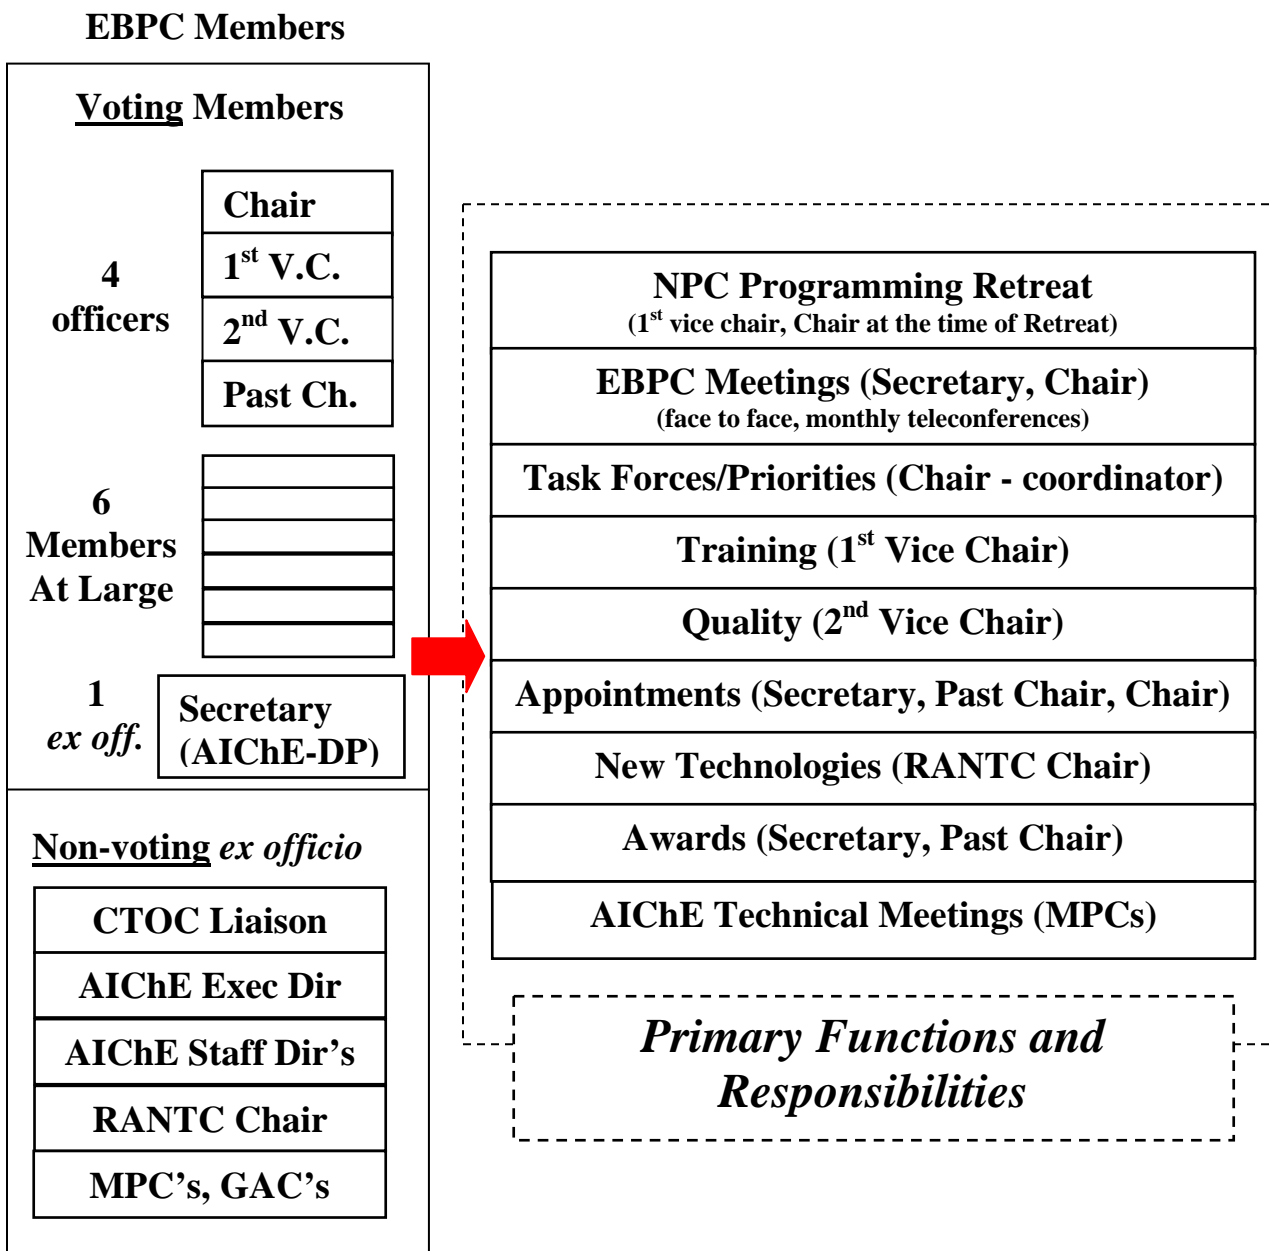 EBPC Members
Voting Members
4
officers
Chair
1st V.C.
2nd V.C.
Past Ch.
6
Members
At Large
1
ex off.
Secretary
(AIChE-DP)
Non-voting ex officio
CTOC Liaison
AIChE Exec Dir
AIChE Staff Dir’s
RANTC Chair
MPC’s, GAC’s
NPC Programming Retreat
(1st vice chair, Chair at the time of Retreat)
EBPC Meetings (Secretary, Chair)
(face to face, monthly teleconferences)
Task Forces/Priorities (Chair - coordinator)
Training (1st Vice Chair)
Quality (2nd Vice Chair)
Appointments (Secretary, Past Chair, Chair)
New Technologies (RANTC Chair)
Awards (Secretary, Past Chair)
AIChE Technical Meetings (MPCs)
Primary Functions and
Responsibilities